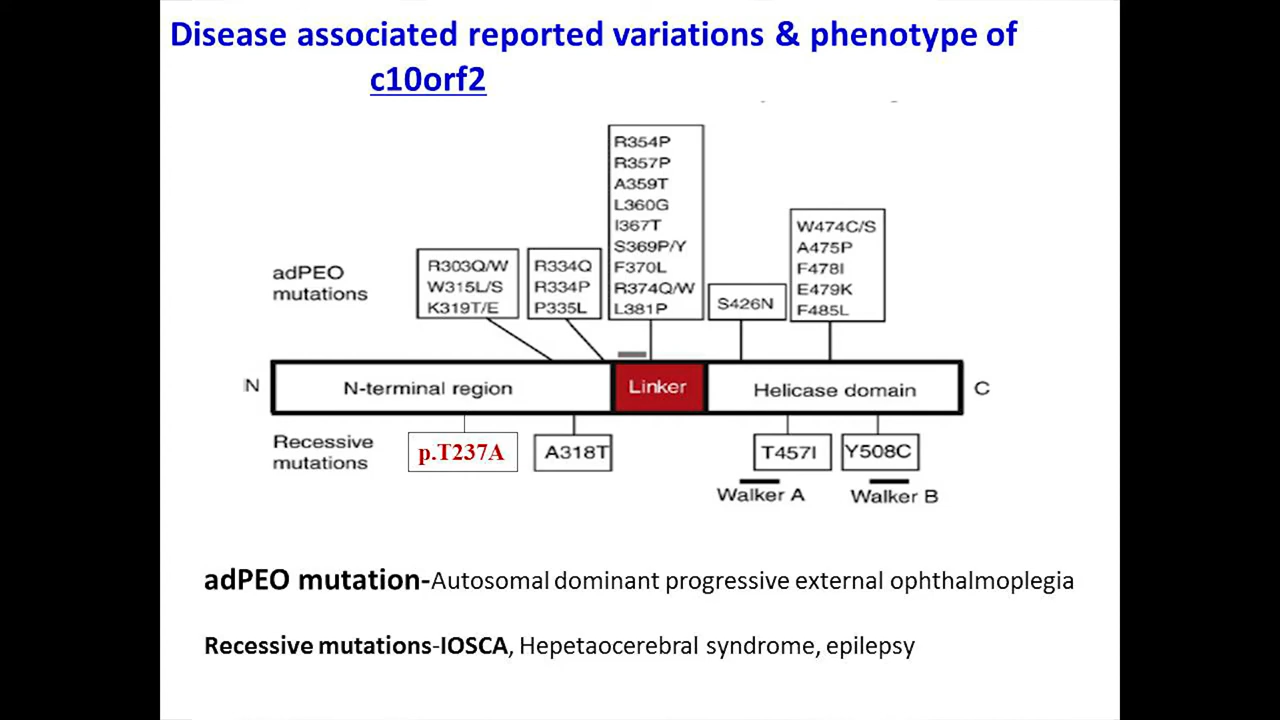 Disease associated reported variations & phenotype of
c10orf2
R354P
R357P
A359T
L360G
I367T
S369P/Y
F370L
R374Q/W
L381P
W474C/S
A475P
F478I
E479K
F485L
adPEO
mutations
R303Q/W
W315L/S
K319T/E
R334Q
R334P
P335L
S426N
N
N-terminal region
Linker
Helicase domain
C
Recessive
mutations
p.T237A
A318T
T457I
Y508C
Walker A
Walker B
adPEO mutation-Autosomal dominant progressive external ophthalmoplegia
Recessive mutations-IOSCA, Hepetaocerebral syndrome, epilepsy